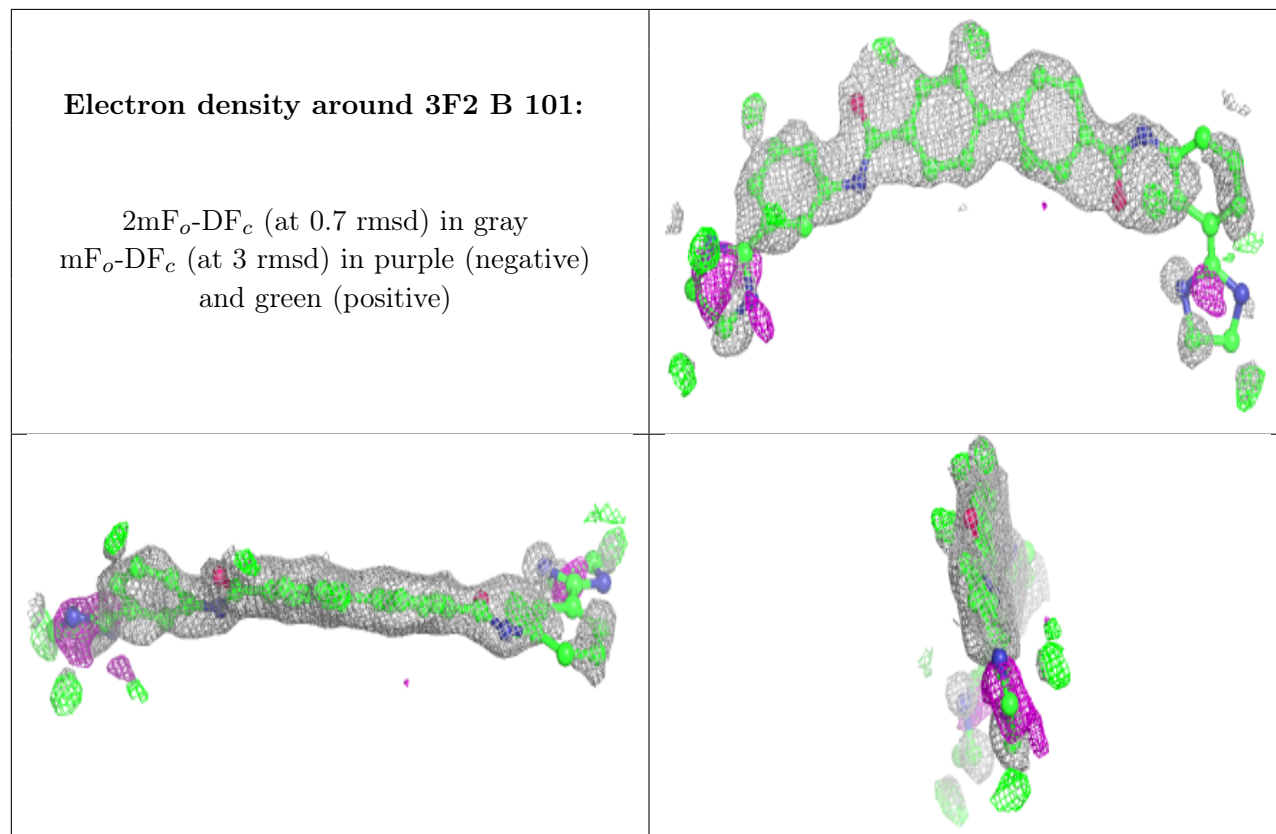 Electron density around 3F2 B 101:
2mFₒ-DF𝒸 (at 0.7 rmsd) in gray
mFₒ-DF𝒸 (at 3 rmsd) in purple (negative)
and green (positive)